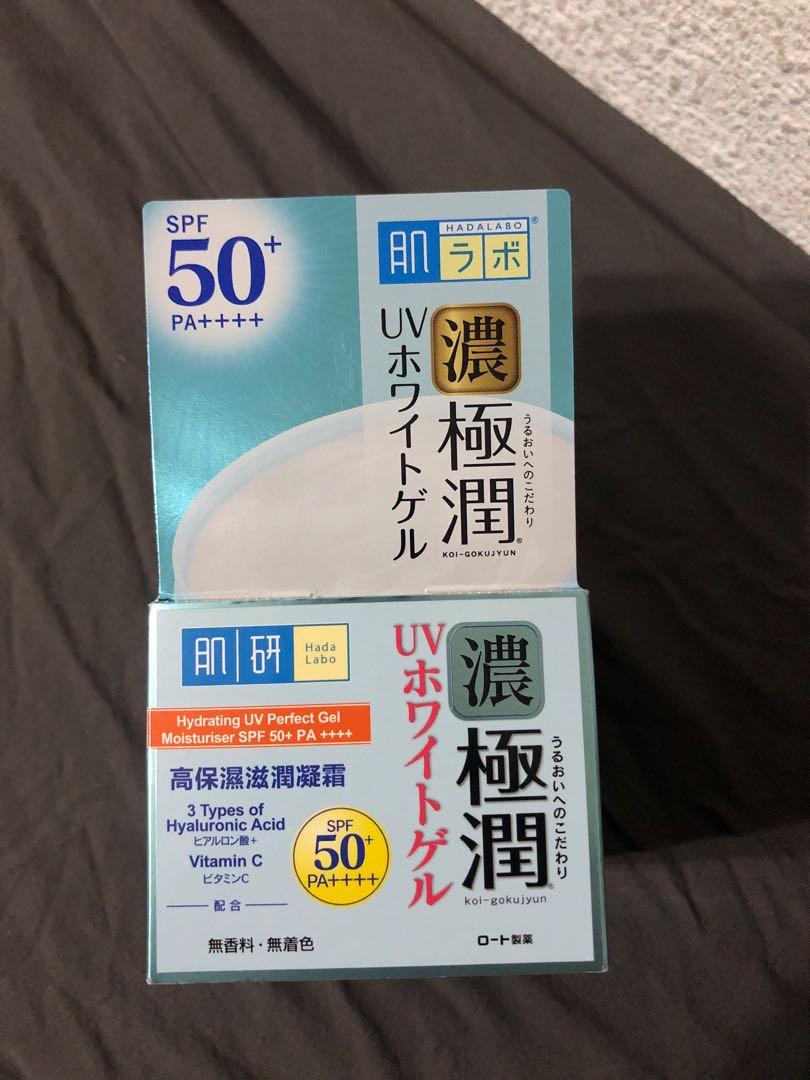 SPF
50+
PA++++
HADALABO®
肌ラボ
UVホワイトゲル
濃
極潤®
うるおいへのこだわり
KOI-GOKUJYUN
肌研
Hada
Labo
Hydrating UV Perfect Gel
Moisturiser SPF 50+ PA ++++
高保濕滋潤凝霜
3 Types of
Hyaluronic Acid
ヒアルロン酸+
Vitamin C
ビタミンC
配合
SPF
50+
PA++++
無香料・無着色
UVホワイトゲル
濃
極潤®
うるおいへのこだわり
koi-gokujyun
ロート製薬